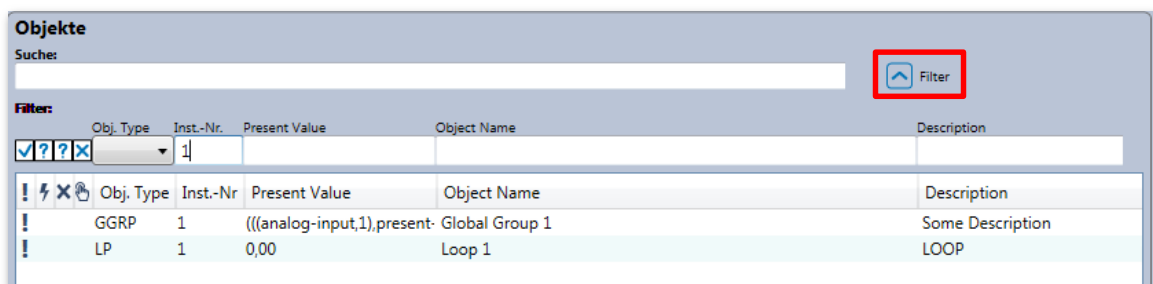 Objekte
Suche:
Filter
Filter:
Obj. Type Inst.-Nr. Present Value Object Name Description
1
! Obj. Type Inst.-Nr Present Value Object Name Description
! GGRP 1 (((analog-input,1),present- Global Group 1 Some Description
! LP 1 0,00 Loop 1 LOOP